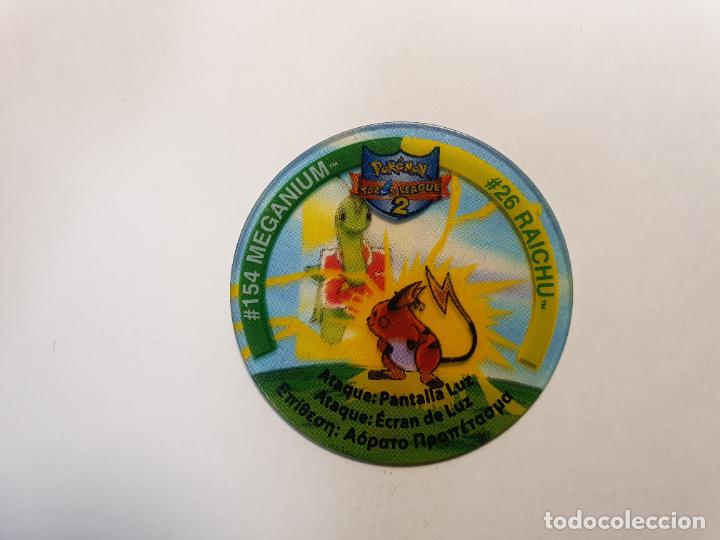 POKéMON
TAZO LEAGUE
2
#154 MEGANIUM™
#26 RAICHU™
Ataque: Pantalla Luz
Ataque: Écran de Luz
Επίθεση: Αόρατο Προπέτασμα
todocoleccion